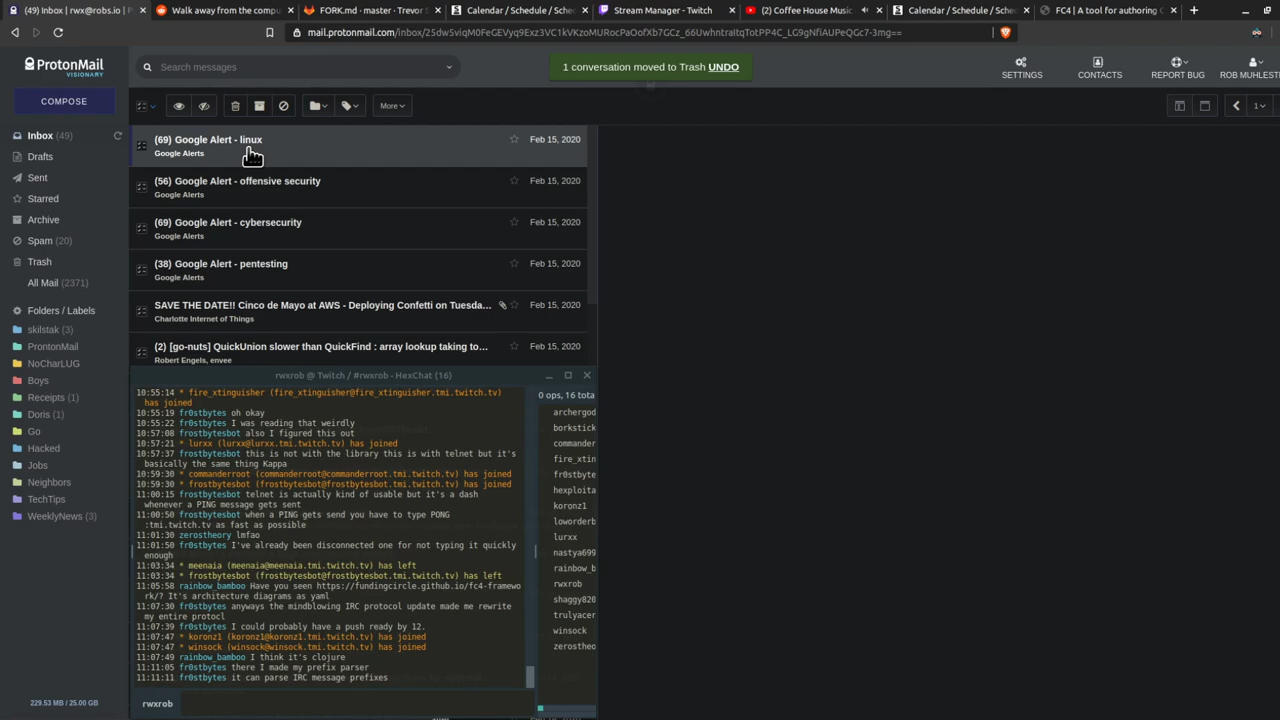 (49) Inbox | rwx@robs.io |
Walk away from the compu
FORK.md · master · Trevor S
Calendar / Schedule / Sche
Stream Manager - Twitch
(2) Coffee House Music
Calendar / Schedule / Sche
FC4 | A tool for authoring C
mail.protonmail.com/inbox/
ProtonMail
VISIONARY
Search messages
1 conversation moved to Trash UNDO
SETTINGS
CONTACTS
REPORT BUG
ROB MUHLEST
COMPOSE
More
1
Inbox (49)
Drafts
Sent
Starred
Archive
Spam (20)
Trash
All Mail (2371)
Folders / Labels
skilstak (3)
ProntonMail
NoCharLUG
Boys
Receipts (1)
Doris (1)
Go
Hacked
Jobs
Neighbors
TechTips
WeeklyNews (3)
229.53 MB / 25.00 GB
(69) Google Alert - linux
Feb 15, 2020
Google Alerts
(56) Google Alert - offensive security
Feb 15, 2020
Google Alerts
(69) Google Alert - cybersecurity
Feb 15, 2020
Google Alerts
(38) Google Alert - pentesting
Feb 15, 2020
Google Alerts
SAVE THE DATE!! Cinco de Mayo at AWS - Deploying Confetti on Tuesda...
Feb 15, 2020
Charlotte Internet of Things
(2) [go-nuts] QuickUnion slower than QuickFind : array lookup taking to...
Feb 15, 2020
Robert Engels, envee
rwxrob @ Twitch / #rwxrob - HexChat (16)
10:55:14 * fire_xtinguisher (fire_xtinguisher@fire_xtinguisher.tmi.twitch.tv)
has joined
10:55:19 fr0stbytes oh okay
10:55:22 fr0stbytes I was reading that weirdly
10:57:08 frostbytesbot also I figured this out
10:57:21 * lurxx (lurxx@lurxx.tmi.twitch.tv) has joined
10:57:37 frostbytesbot this is not with the library this is with telnet but it's
basically the same thing Kappa
10:59:30 * commanderroot (commanderroot@commanderroot.tmi.twitch.tv) has joined
10:59:30 * frostbytesbot (frostbytesbot@frostbytesbot.tmi.twitch.tv) has joined
11:00:15 frostbytesbot telnet is actually kind of usable but it's a dash
whenever a PING message gets sent
11:00:50 frostbytesbot when a PING gets send you have to type PONG
:tmi.twitch.tv as fast as possible
11:01:30 zerostheory lmfao
11:01:50 fr0stbytes I've already been disconnected one for not typing it quickly
enough
11:03:34 * meenaia (meenaia@meenaia.tmi.twitch.tv) has left
11:03:34 * frostbytesbot (frostbytesbot@frostbytesbot.tmi.twitch.tv) has left
11:05:58 rainbow_bamboo Have you seen https://fundingcircle.github.io/fc4-framewo
rk/? It's architecture diagrams as yaml
11:07:30 fr0stbytes anyways the mindblowing IRC protocol update made me rewrite
my entire protocl
11:07:39 fr0stbytes I could probably have a push ready by 12.
11:07:47 * koronz1 (koronz1@koronz1.tmi.twitch.tv) has joined
11:07:47 * winsock (winsock@winsock.tmi.twitch.tv) has joined
11:07:49 rainbow_bamboo I think it's clojure
11:11:05 fr0stbytes there I made my prefix parser
11:11:11 fr0stbytes it can parse IRC message prefixes
rwxrob
0 ops, 16 tota
archergod
borkstick
commander
fire_xtin
fr0stbyte
hexploita
koronz1
loworderb
lurxx
nastya699
rainbow_b
rwxrob
shaggy820
trulyacer
winsock
zerostheo